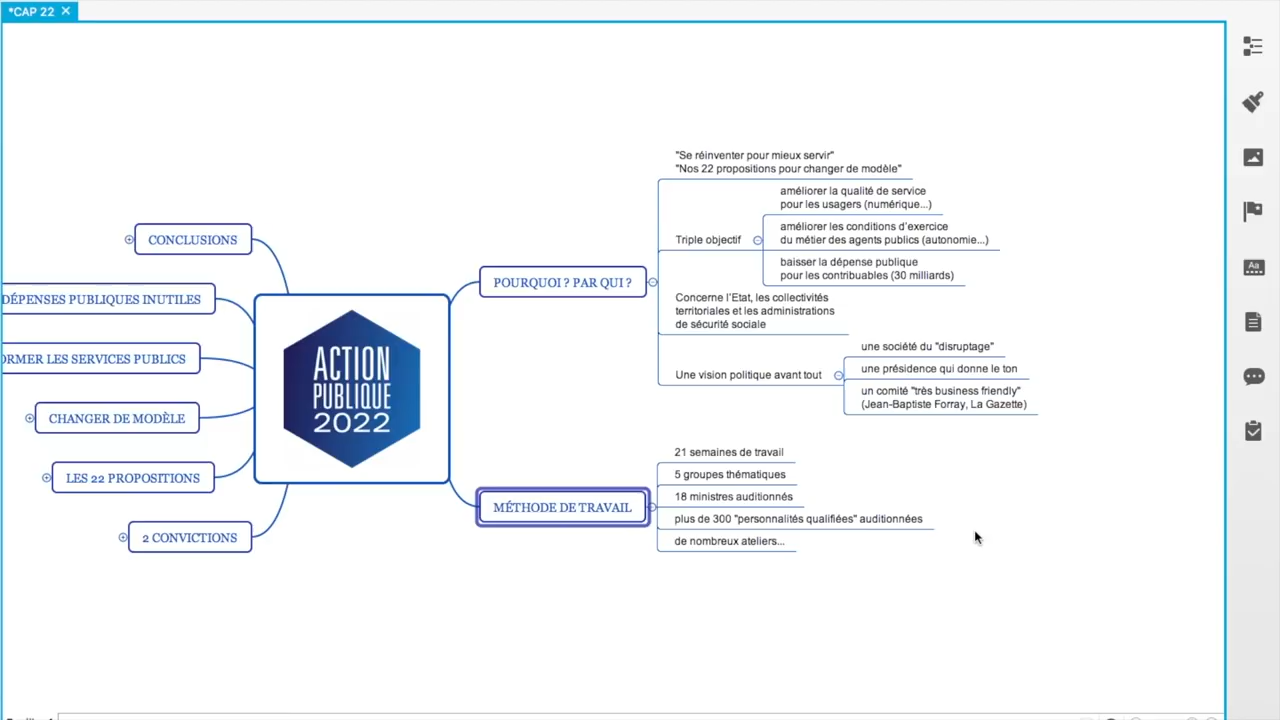 *CAP 22
"Se réinventer pour mieux servir"
"Nos 22 propositions pour changer de modèle"
améliorer la qualité de service
pour les usagers (numérique...)
Triple objectif
améliorer les conditions d'exercice
du métier des agents publics (autonomie...)
baisser la dépense publique
pour les contribuables (30 milliards)
POURQUOI ? PAR QUI ?
Concerne l'Etat, les collectivités
territoriales et les administrations
de sécurité sociale
une société du "disruptage"
Une vision politique avant tout
une présidence qui donne le ton
un comité "très business friendly"
(Jean-Baptiste Forray, La Gazette)
21 semaines de travail
5 groupes thématiques
18 ministres auditionnés
MÉTHODE DE TRAVAIL
plus de 300 "personnalités qualifiées" auditionnées
de nombreux ateliers...
CONCLUSIONS
DÉPENSES PUBLIQUES INUTILES
ORMER LES SERVICES PUBLICS
CHANGER DE MODÈLE
LES 22 PROPOSITIONS
2 CONVICTIONS
ACTION
PUBLIQUE
2022
Aa